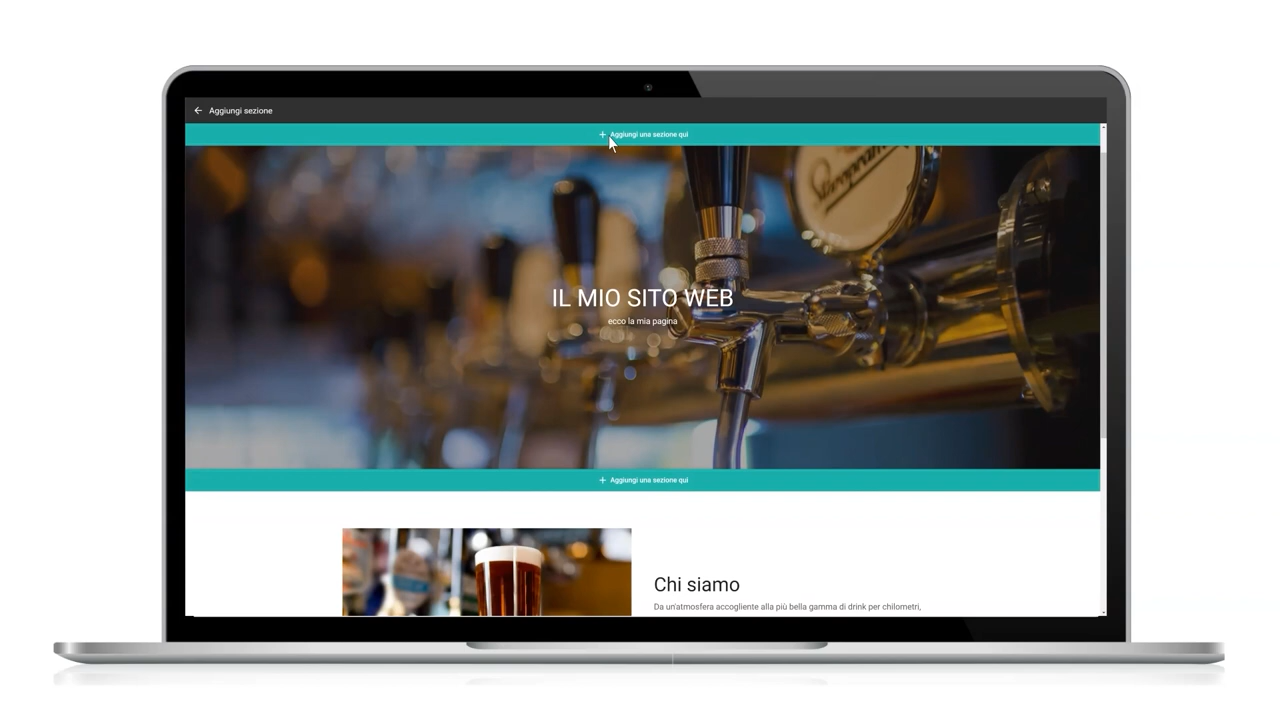 Aggiungi sezione
Aggiungi una sezione qui
Staropramen
IL MIO SITO WEB
ecco la mia pagina
Aggiungi una sezione qui
Chi siamo
Da un'atmosfera accogliente alla più bella gamma di drink per chilometri,